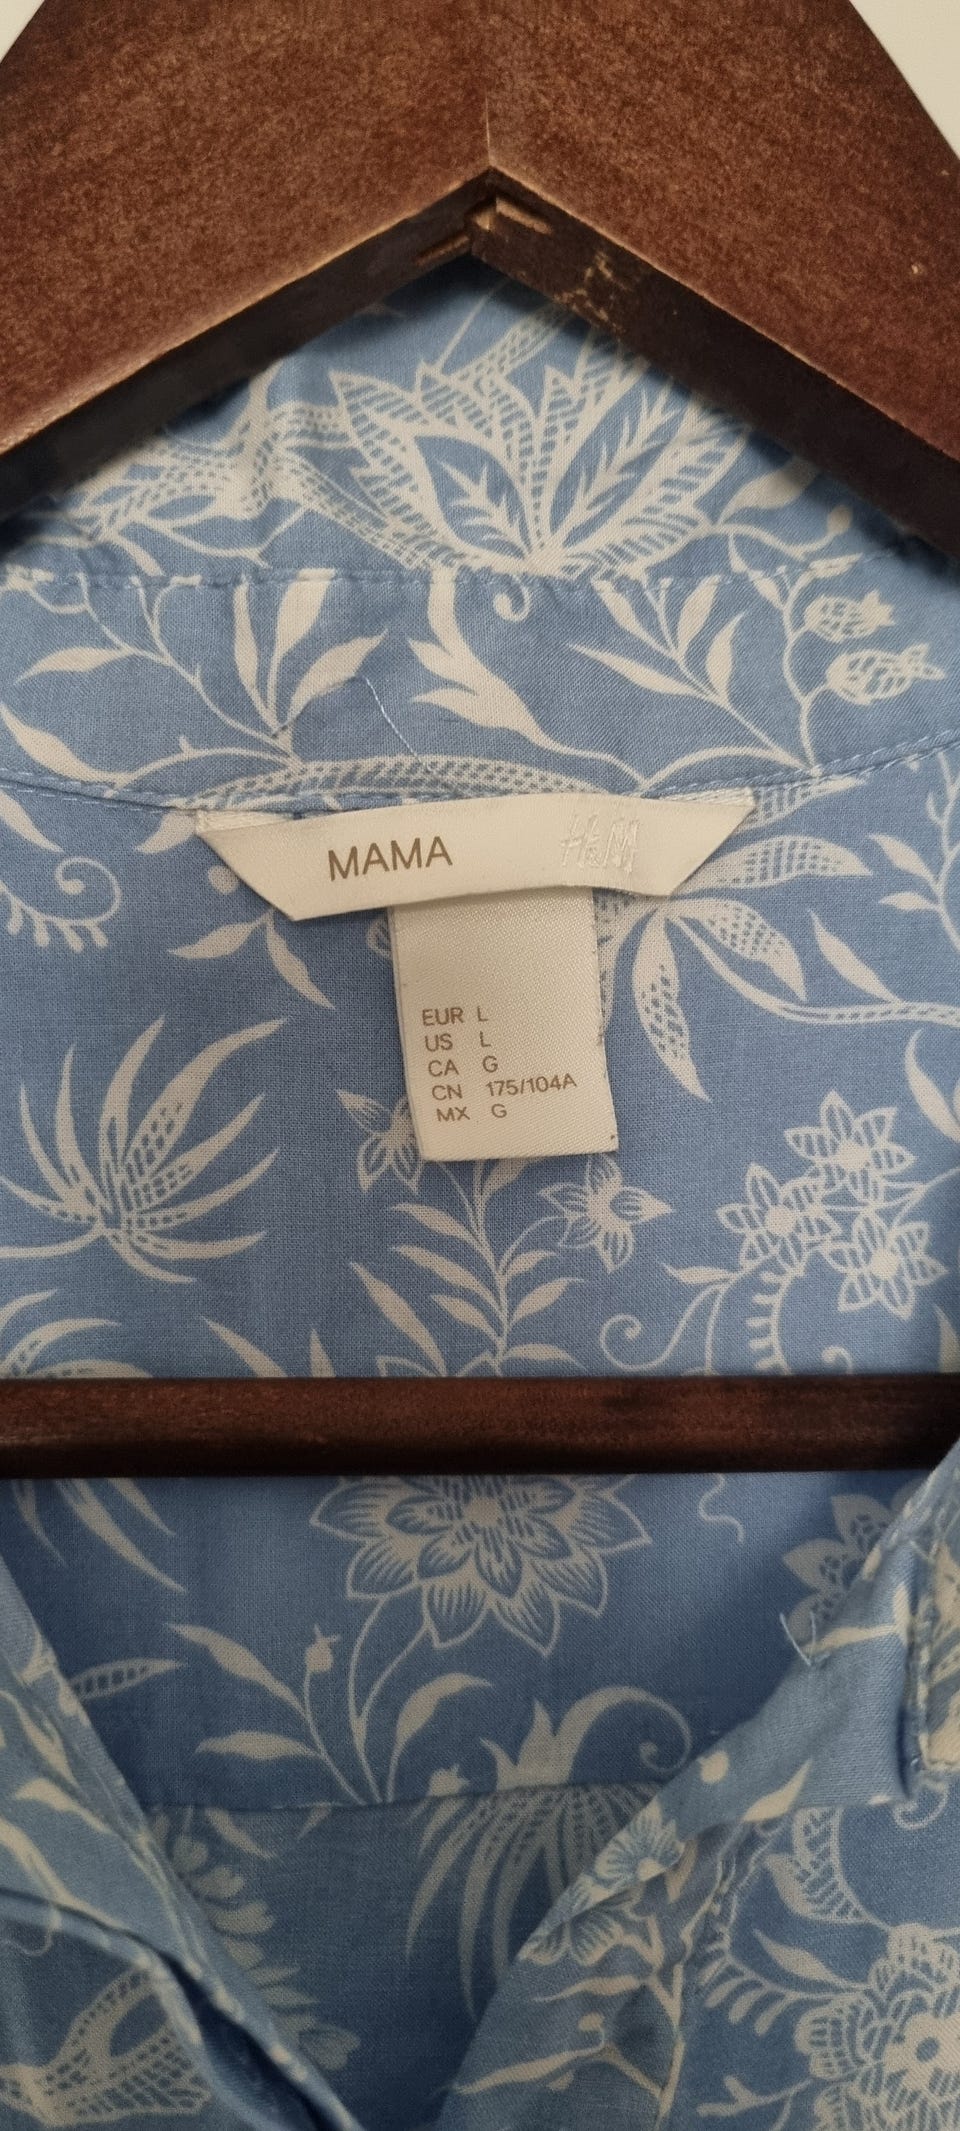 MAMA H&M
EUR L
US L
CA G
CN 175/104A
MX G